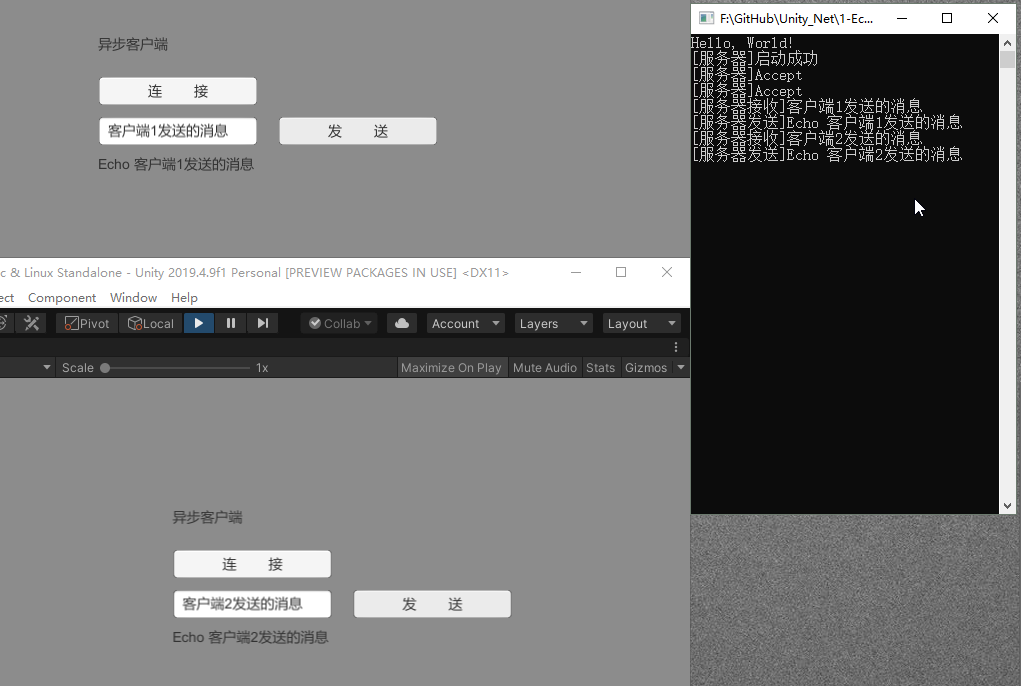 异步客户端
连 接
客户端1发送的消息 发 送
Echo 客户端1发送的消息
c & Linux Standalone - Unity 2019.4.9f1 Personal [PREVIEW PACKAGES IN USE] <DX11>
ect Component Window Help
Pivot Local Collab Account Layers Layout
Scale 1x Maximize On Play Mute Audio Stats Gizmos
异步客户端
连 接
客户端2发送的消息 发 送
Echo 客户端2发送的消息
F:\GitHub\Unity_Net\1-Ec...
Hello, World!
[服务器]启动成功
[服务器]Accept
[服务器]Accept
[服务器接收]客户端1发送的消息
[服务器发送]Echo 客户端1发送的消息
[服务器接收]客户端2发送的消息
[服务器发送]Echo 客户端2发送的消息